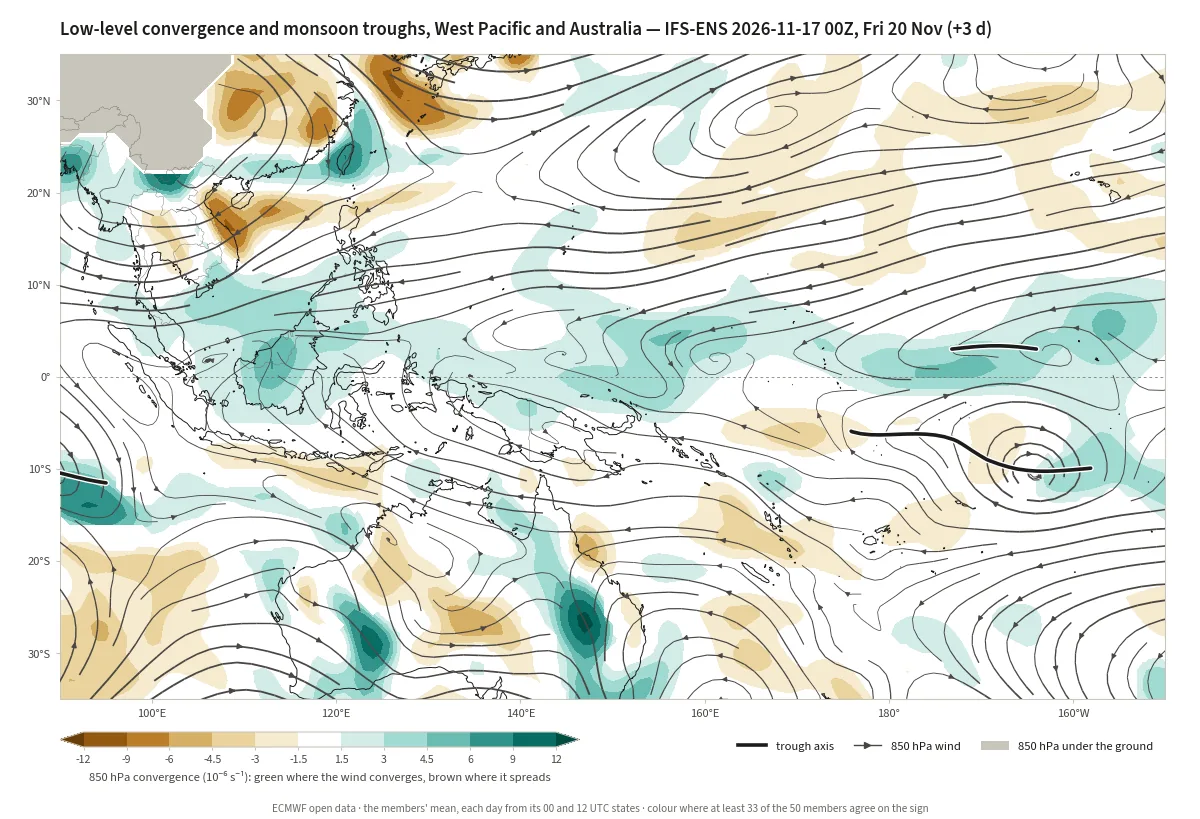 Low-level convergence and monsoon troughs, West Pacific and Australia — IFS-ENS 2026-11-17 00Z, Fri 20 Nov (+3 d)
30°N
20°N
10°N
0°
10°S
20°S
30°S
100°E 120°E 140°E 160°E 180° 160°W
-12 -9 -6 -4.5 -3 -1.5 1.5 3 4.5 6 9 12
850 hPa convergence (10⁻⁶ s⁻¹): green where the wind converges, brown where it spreads
trough axis 850 hPa wind 850 hPa under the ground
ECMWF open data · the members' mean, each day from its 00 and 12 UTC states · colour where at least 33 of the 50 members agree on the sign